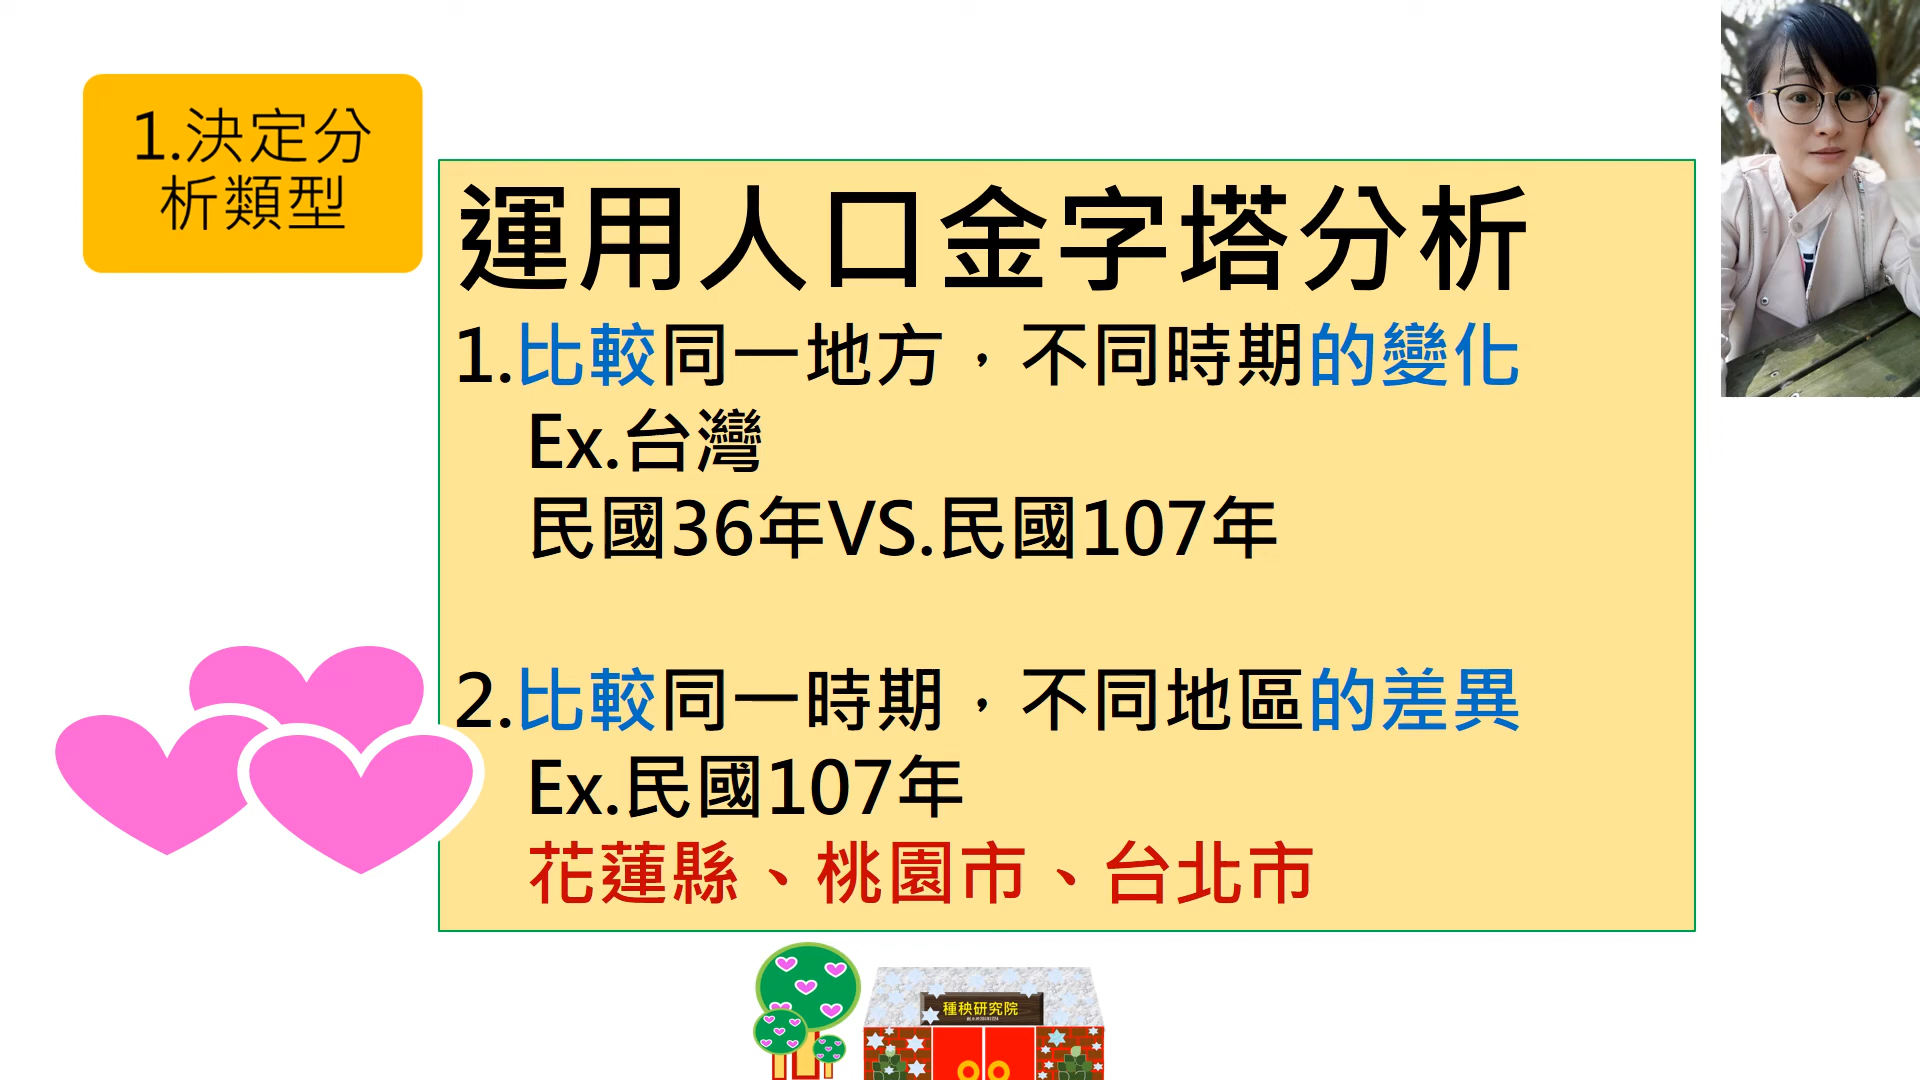 1.決定分
析類型
運用人口金字塔分析
1.比較同一地方，不同時期的變化
Ex.台灣
民國36年VS.民國107年
2.比較同一時期，不同地區的差異
Ex.民國107年
花蓮縣、桃園市、台北市
種秧研究院